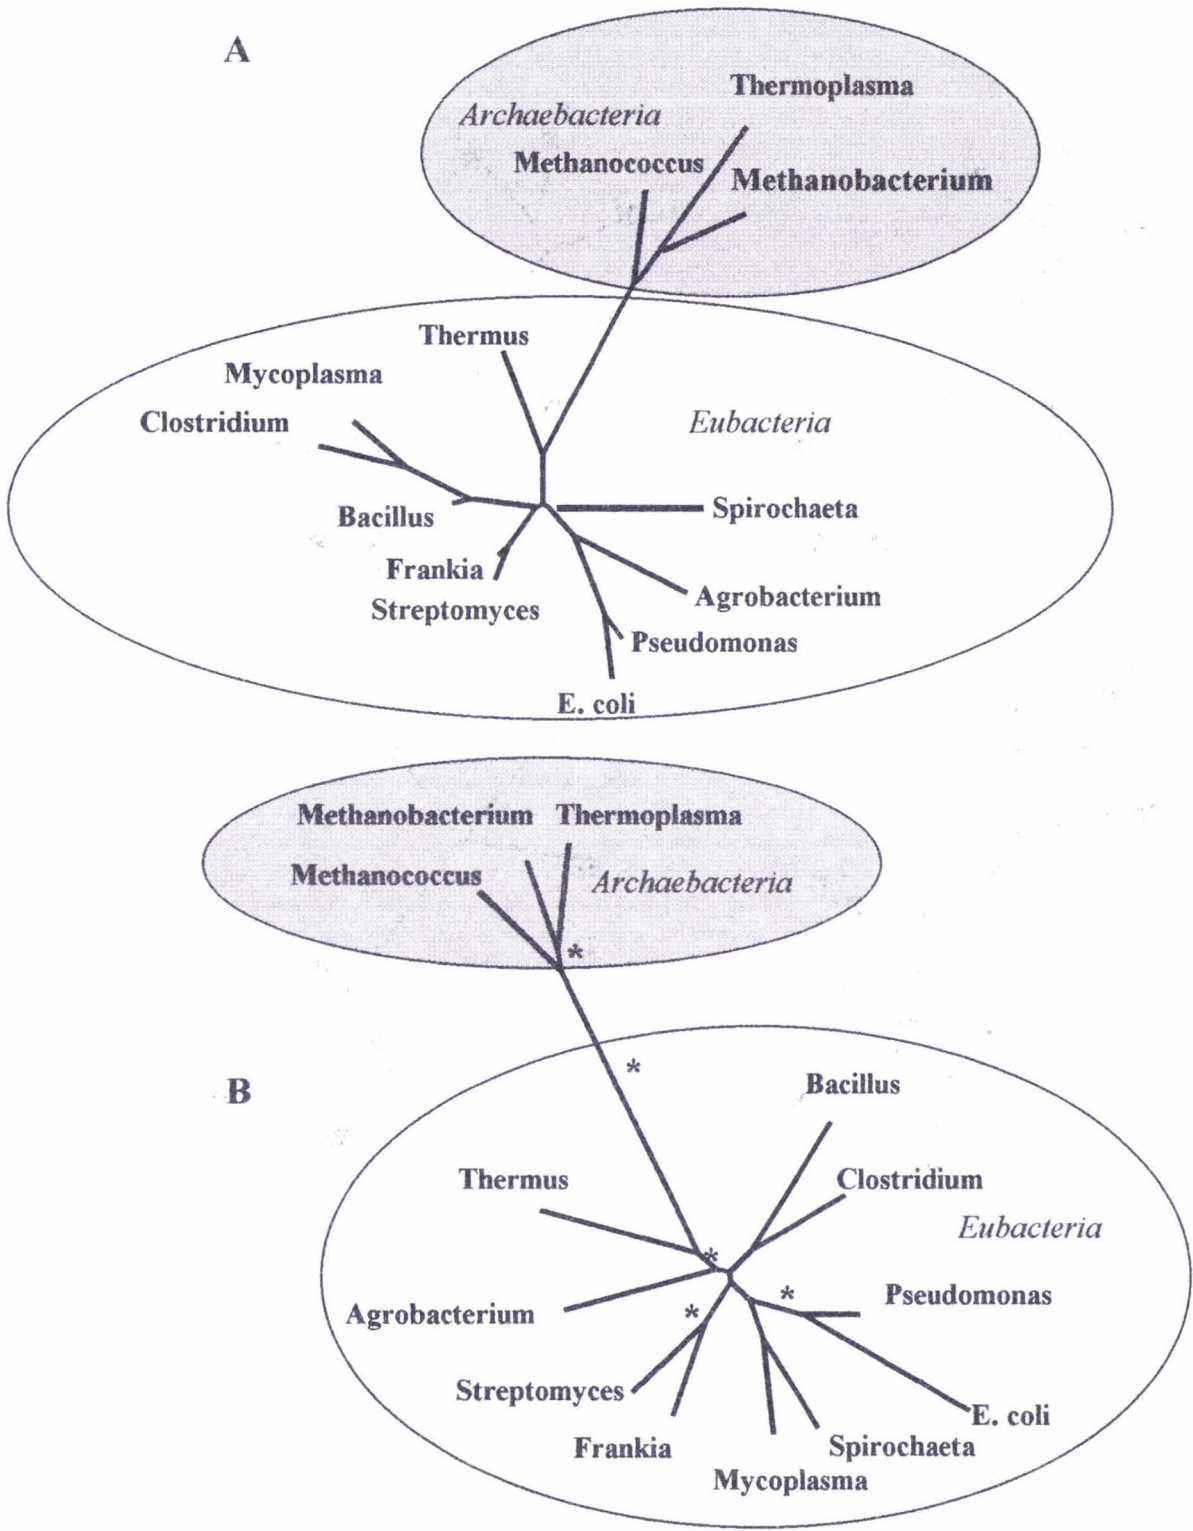 A
Thermoplasma
Archaebacteria
Methanococcus
Methanobacterium
Thermus
Mycoplasma
Clostridium
Eubacteria
Bacillus
Spirochaeta
Frankia
Streptomyces
Agrobacterium
Pseudomonas
E. coli
Methanobacterium Thermoplasma
Methanococcus
Archaebacteria
*
*
B
Bacillus
Thermus
Clostridium
Eubacteria
*
Agrobacterium
*
*
Pseudomonas
Streptomyces
E. coli
Frankia
Spirochaeta
Mycoplasma